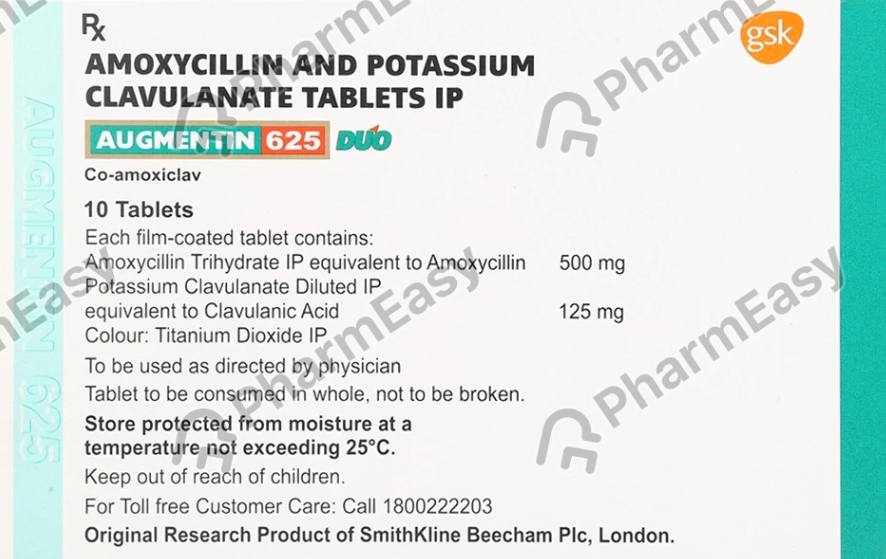 Rx
gsk
AMOXYCILLIN AND POTASSIUM
CLAVULANATE TABLETS IP
AUGMENTIN 625 DUO
Co-amoxiclav
10 Tablets
Each film-coated tablet contains:
Amoxycillin Trihydrate IP equivalent to Amoxycillin 500 mg
Potassium Clavulanate Diluted IP
equivalent to Clavulanic Acid 125 mg
Colour: Titanium Dioxide IP
To be used as directed by physician
Tablet to be consumed in whole, not to be broken.
Store protected from moisture at a
temperature not exceeding 25°C.
Keep out of reach of children.
For Toll free Customer Care: Call 1800222203
Original Research Product of SmithKline Beecham Plc, London.
AUGMENTIN 625
PharmEasy
PharmEasy
PharmEasy
PharmEasy